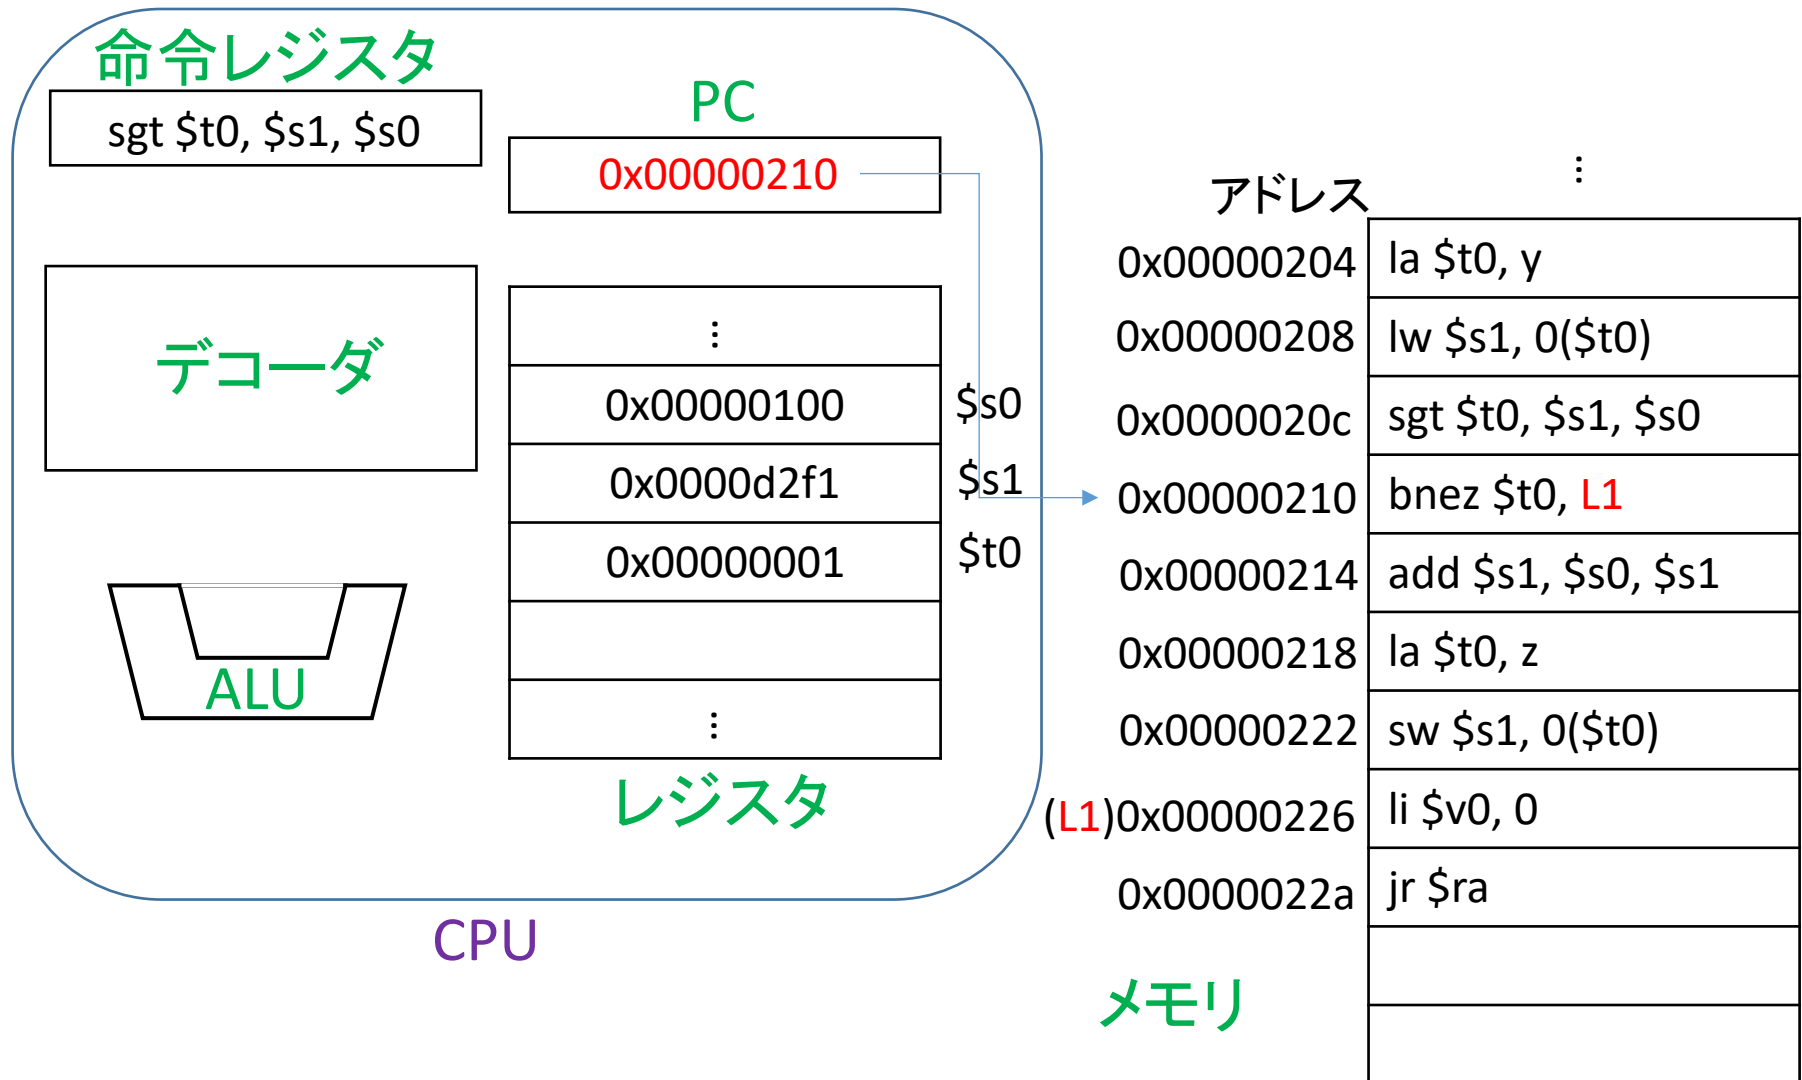 命令レジスタ
sgt $t0, $s1, $s0
PC
0x00000210
デコーダ
⋮
0x00000100 $s0
0x0000d2f1 $s1
0x00000001 $t0
⋮
レジスタ
ALU
CPU
⋮
アドレス
0x00000204 la $t0, y
0x00000208 lw $s1, 0($t0)
0x0000020c sgt $t0, $s1, $s0
0x00000210 bnez $t0, L1
0x00000214 add $s1, $s0, $s1
0x00000218 la $t0, z
0x00000222 sw $s1, 0($t0)
(L1)0x00000226 li $v0, 0
0x0000022a jr $ra
メモリ